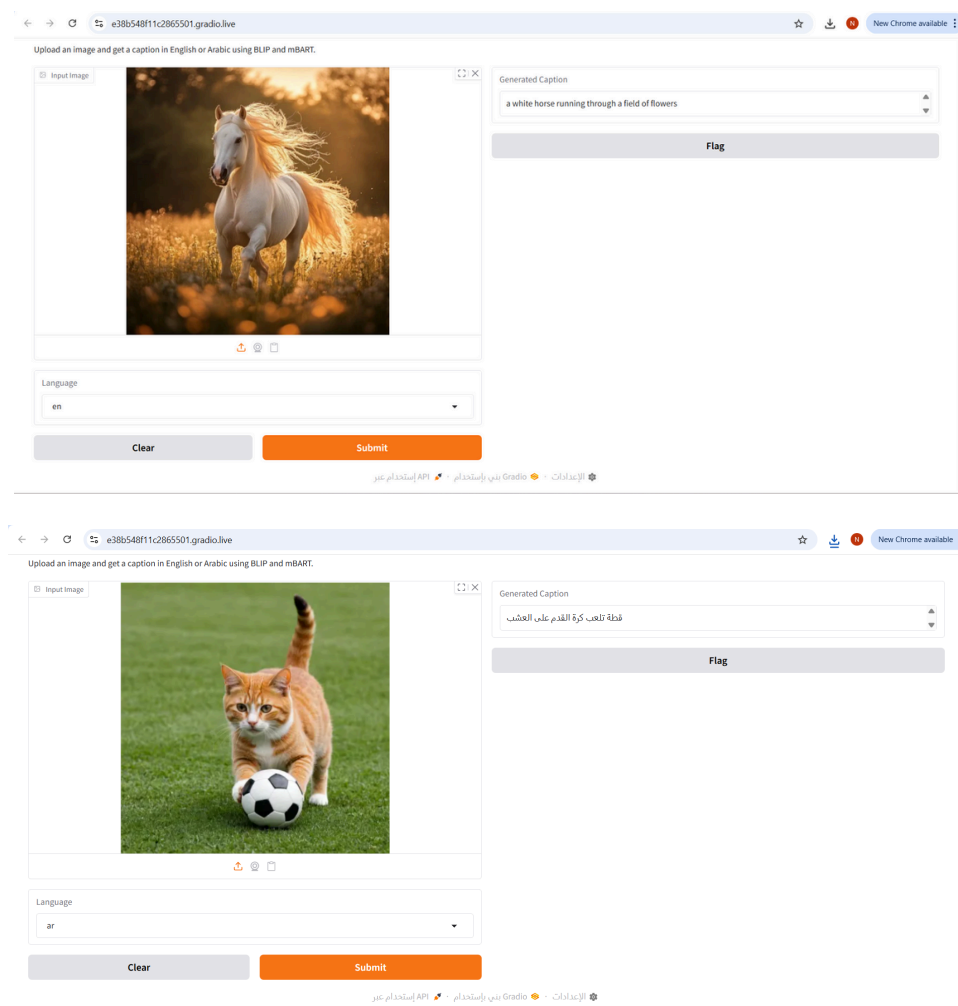 e38b548f11c2865501.gradio.live
New Chrome available
Upload an image and get a caption in English or Arabic using BLIP and mBART.
Input Image
Generated Caption
a white horse running through a field of flowers
Flag
Language
en
Clear
Submit
إستخدام عبر API · بني بإستخدام Gradio · الإعدادات
e38b548f11c2865501.gradio.live
N
New Chrome available
Upload an image and get a caption in English or Arabic using BLIP and mBART.
Input Image
Generated Caption
قطة تلعب كرة القدم على العشب
Flag
Language
ar
Clear
Submit
إستخدام عبر API · بني بإستخدام Gradio · الإعدادات